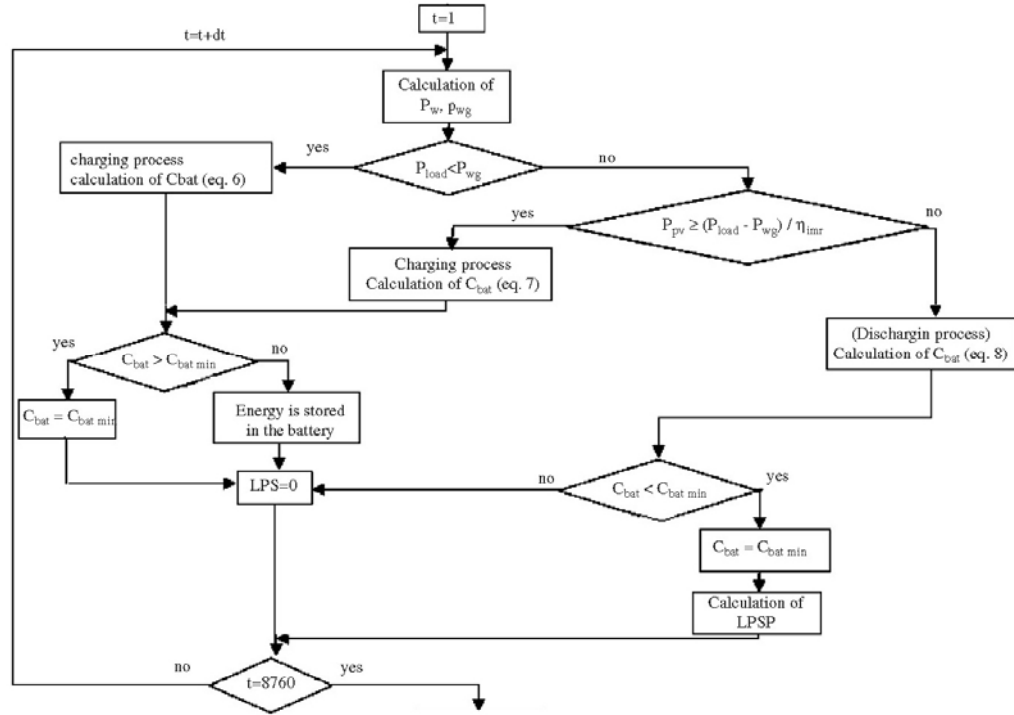 t=1
t=t+dt
Calculation of
P_w, p_wg
yes
P_load<P_wg
no
charging process
calculation of Cbat (eq. 6)
yes
P_pv ≥ (P_load - P_wg) / η_imr
no
Charging process
Calculation of C_bat (eq. 7)
yes
C_bat > C_bat min
no
(Dischargin process)
Calculation of C_bat (eq. 8)
C_bat = C_bat min
Energy is stored
in the battery
LPS=0
no
C_bat < C_bat min
yes
C_bat = C_bat min
Calculation of
LPSP
no
t=8760
yes